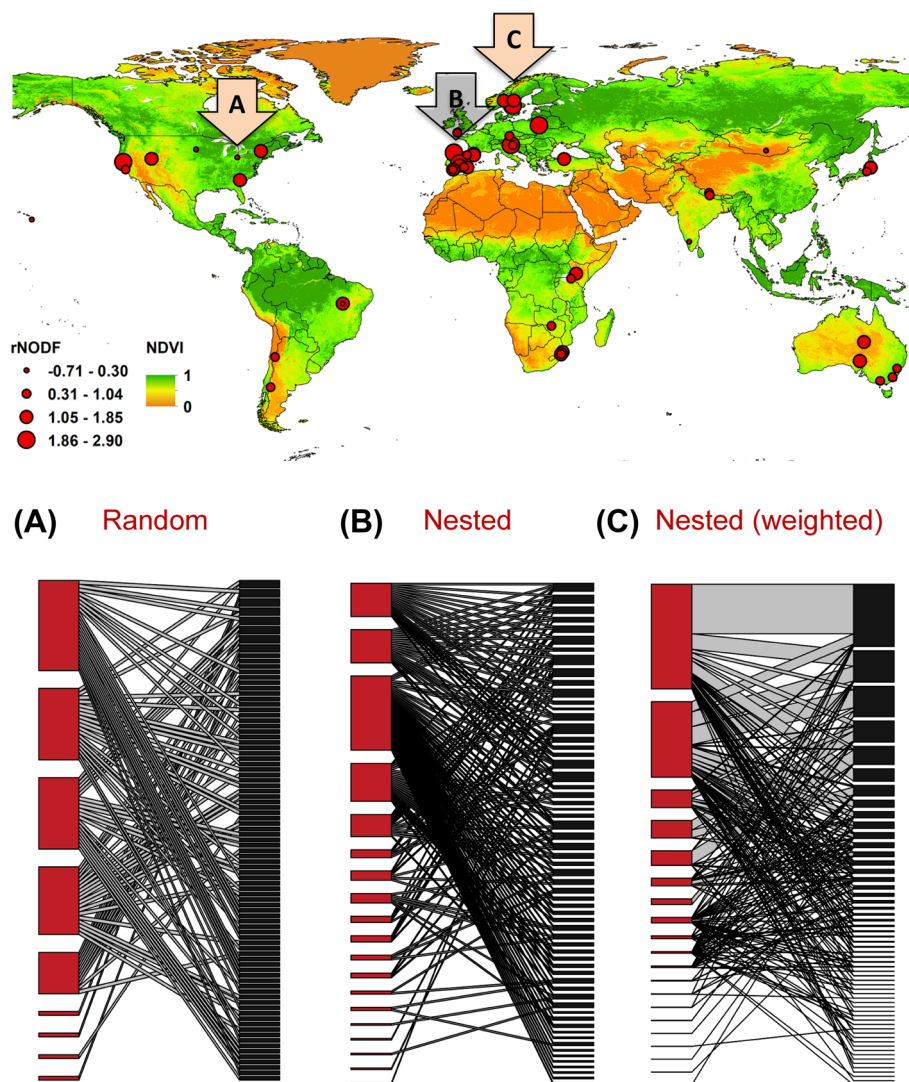 C
B
A
rNODF NDVI
-0.71 - 0.30
1
0.31 - 1.04
0
1.05 - 1.85
1.86 - 2.90
(A) Random (B) Nested (C) Nested (weighted)